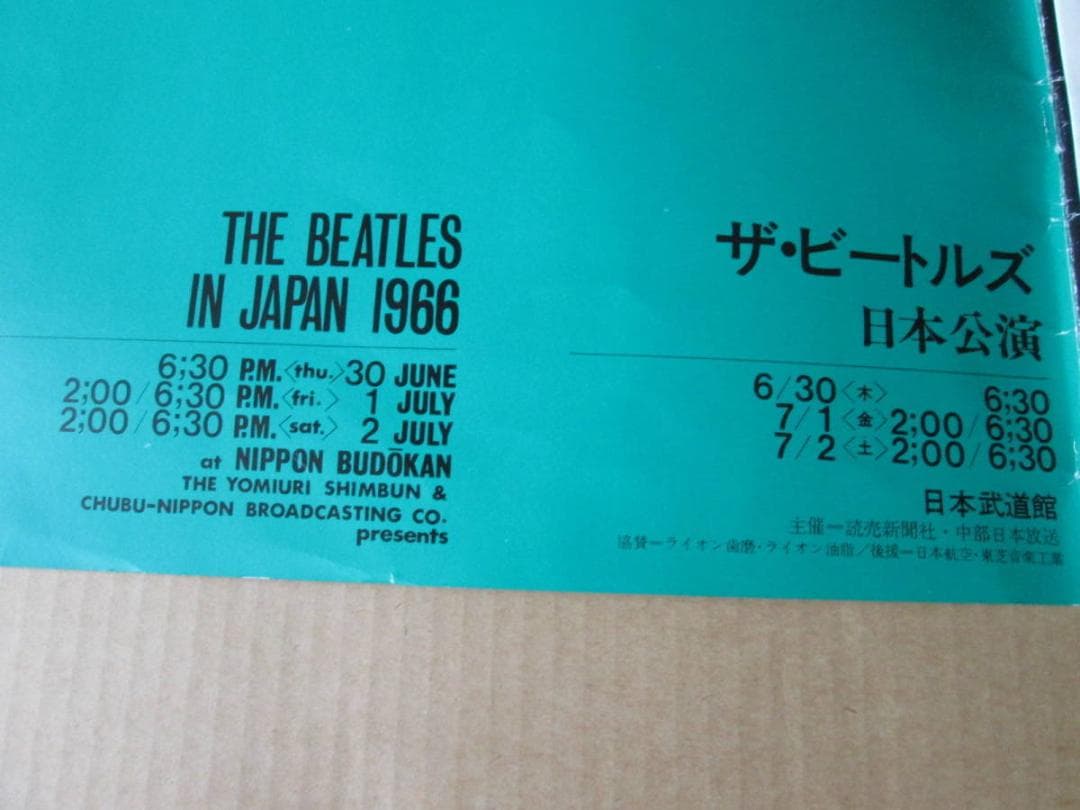 THE BEATLES
IN JAPAN 1966
6;30 P.M.〈thu.〉30 JUNE
2;00/6;30 P.M.〈fri.〉 1 JULY
2;00/6;30 P.M.〈sat.〉 2 JULY
at NIPPON BUDŌKAN
THE YOMIURI SHIMBUN &
CHUBU-NIPPON BROADCASTING CO.
presents
ザ・ビートルズ
日本公演
6/30〈木〉 6;30
7/1〈金〉2;00/6;30
7/2〈土〉2;00/6;30
日本武道館
主催ー読売新聞社・中部日本放送
協賛ーライオン歯磨・ライオン油脂/後援ー日本航空・東芝音楽工業